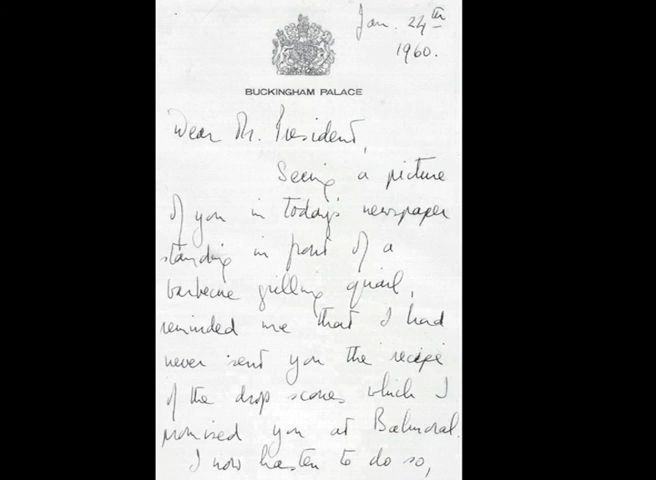 Jan. 24th
1960.
BUCKINGHAM PALACE
Dear Mr. President,
Seeing a picture
of you in today's newspaper
standing in front of a
barbecue grilling quail,
reminded me that I had
never sent you the recipe
of the drop scones which I
promised you at Balmoral.
I now hasten to do so,